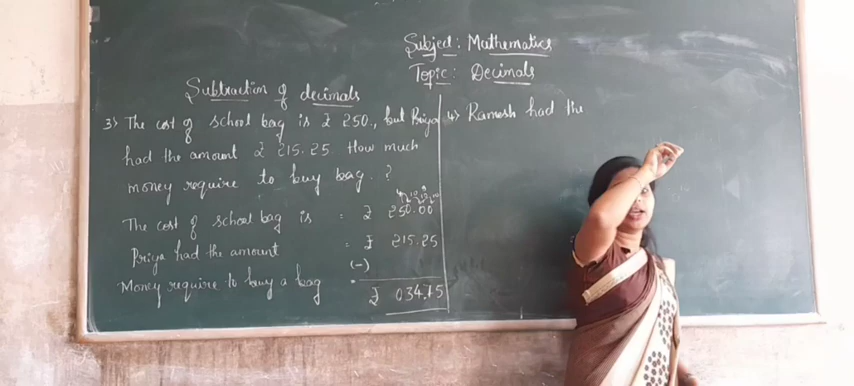 Subject: Mathematics
Topic: Decimals
Subtraction of decimals
3) The cost of school bag is ₹ 250., but Priya
had the amount ₹ 215.25. How much
money require to buy bag. ?
The cost of school bag is = ₹ 250.00
Priya had the amount = ₹ 215.25
(-)
Money require to buy a bag = ₹ 034.75
4) Ramesh had the